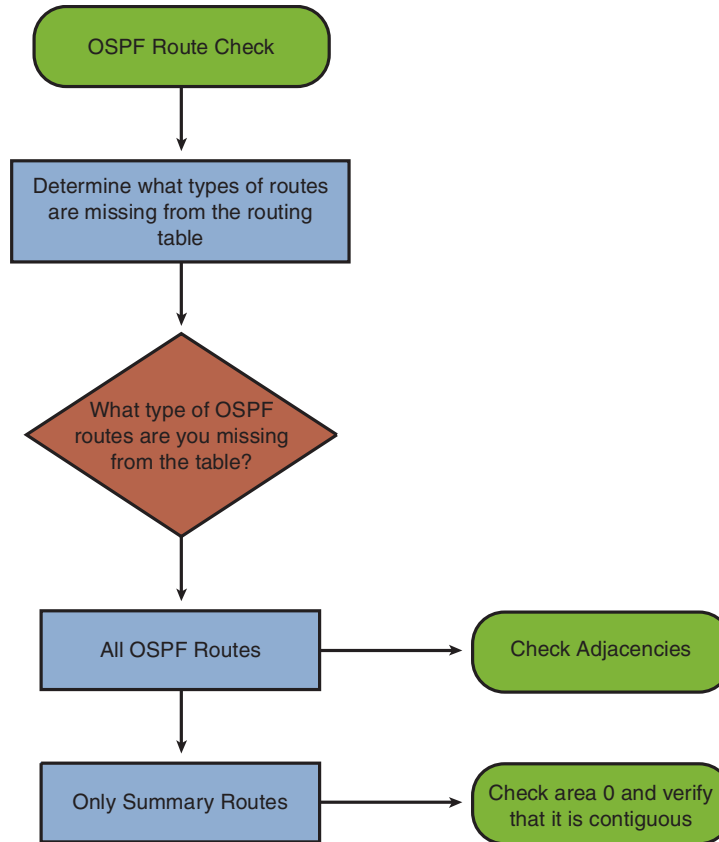 OSPF Route Check
Determine what types of routes
are missing from the routing
table
What type of OSPF
routes are you missing
from the table?
All OSPF Routes
Check Adjacencies
Only Summary Routes
Check area 0 and verify
that it is contiguous